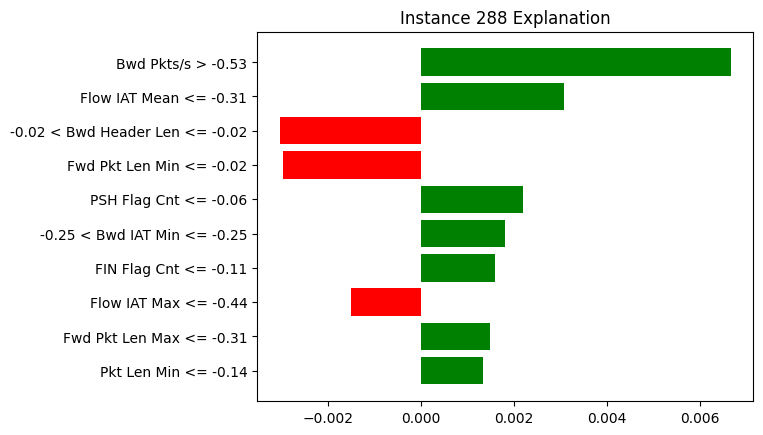 Instance 288 Explanation
Bwd Pkts/s > -0.53
Flow IAT Mean <= -0.31
-0.02 < Bwd Header Len <= -0.02
Fwd Pkt Len Min <= -0.02
PSH Flag Cnt <= -0.06
-0.25 < Bwd IAT Min <= -0.25
FIN Flag Cnt <= -0.11
Flow IAT Max <= -0.44
Fwd Pkt Len Max <= -0.31
Pkt Len Min <= -0.14
−0.002 0.000 0.002 0.004 0.006